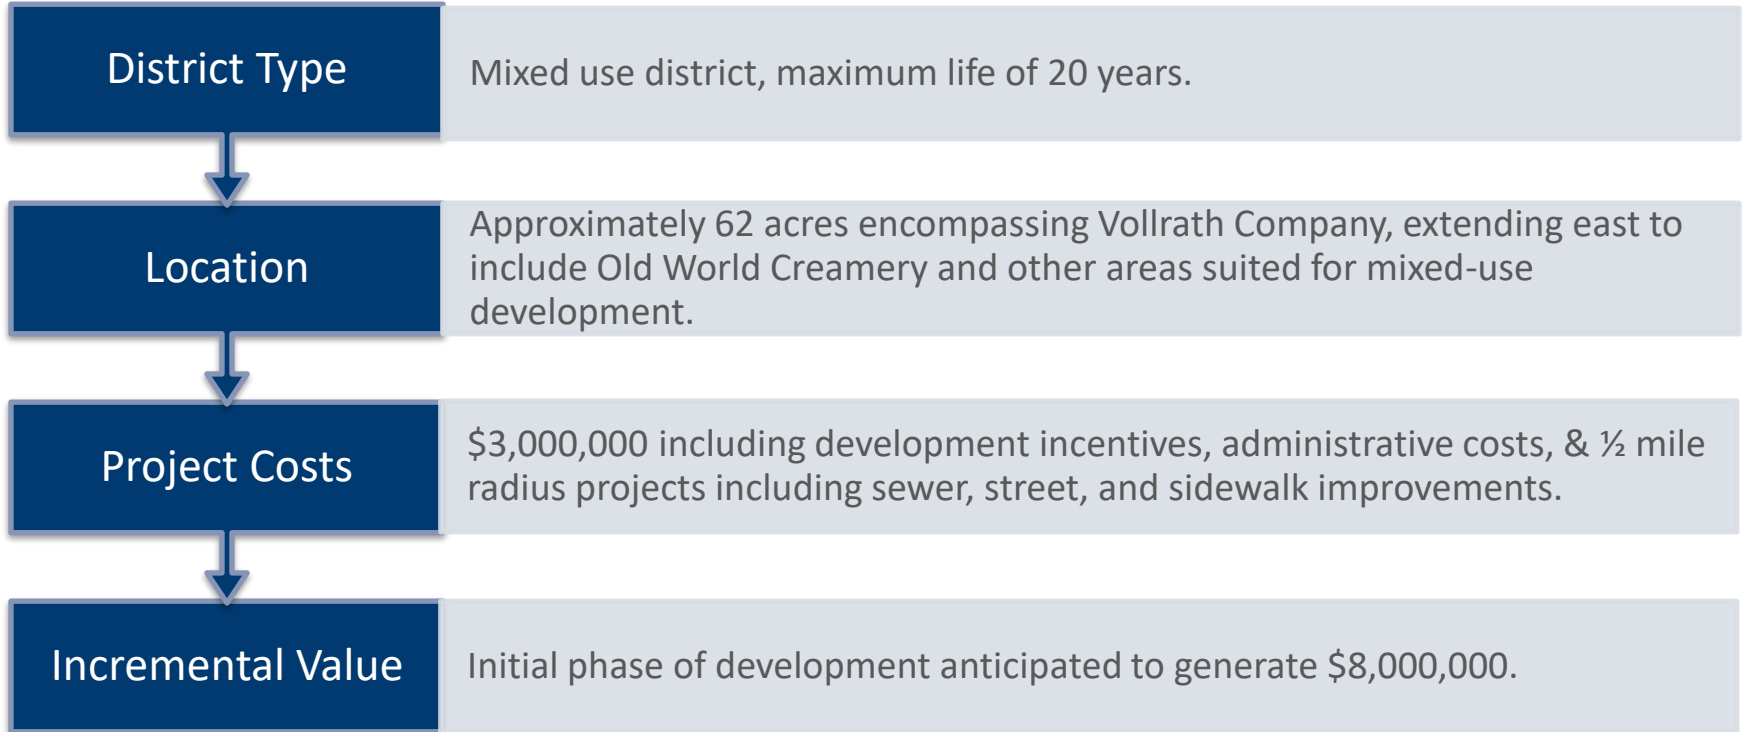 District Type
Mixed use district, maximum life of 20 years.
Location
Approximately 62 acres encompassing Vollrath Company, extending east to
include Old World Creamery and other areas suited for mixed-use
development.
Project Costs
$3,000,000 including development incentives, administrative costs, & ½ mile
radius projects including sewer, street, and sidewalk improvements.
Incremental Value
Initial phase of development anticipated to generate $8,000,000.